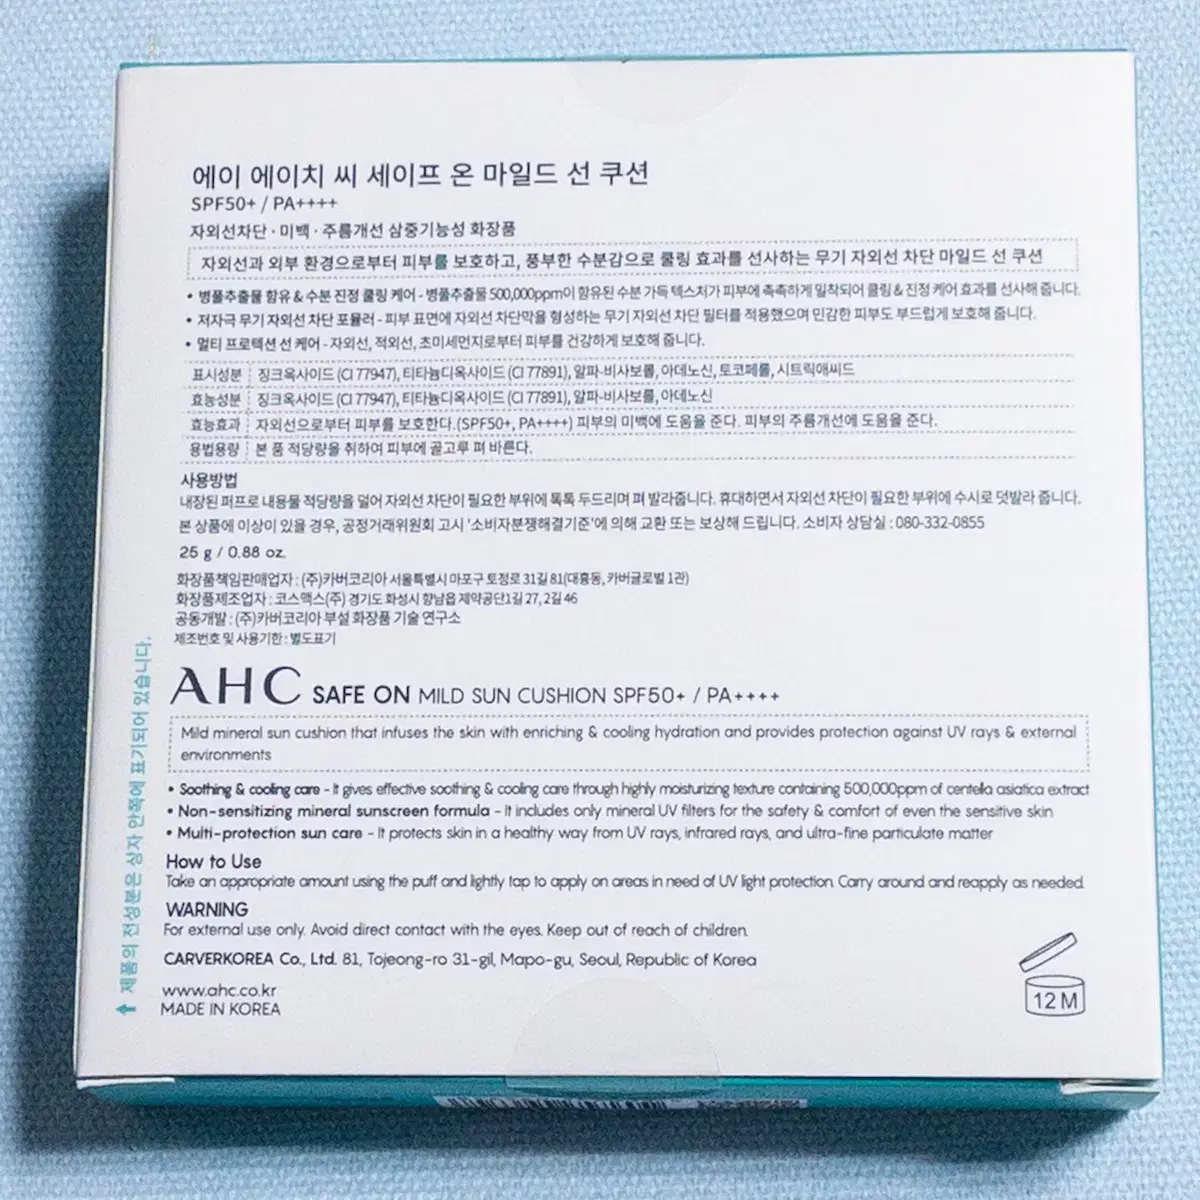 에이 에이치 씨 세이프 온 마일드 선 쿠션
SPF50+ / PA++++
자외선차단 · 미백 · 주름개선 삼중기능성 화장품
자외선과 외부 환경으로부터 피부를 보호하고, 풍부한 수분감으로 쿨링 효과를 선사하는 무기 자외선 차단 마일드 선 쿠션
• 병풀추출물 함유 & 수분 진정 쿨링 케어 - 병풀추출물 500,000ppm이 함유된 수분 가득 텍스처가 피부에 촉촉하게 밀착되어 쿨링 & 진정 케어 효과를 선사해 줍니다.
• 저자극 무기 자외선 차단 포뮬러 - 피부 표면에 자외선 차단막을 형성하는 무기 자외선 차단 필터를 적용했으며 민감한 피부도 부드럽게 보호해 줍니다.
• 멀티 프로텍션 선 케어 - 자외선, 적외선, 초미세먼지로부터 피부를 건강하게 보호해 줍니다.
표시성분 징크옥사이드 (CI 77947), 티타늄디옥사이드 (CI 77891), 알파-비사보롤, 아데노신, 토코페롤, 시트릭애씨드
효능성분 징크옥사이드 (CI 77947), 티타늄디옥사이드 (CI 77891), 알파-비사보롤, 아데노신
효능효과 자외선으로부터 피부를 보호한다.(SPF50+, PA++++) 피부의 미백에 도움을 준다. 피부의 주름개선에 도움을 준다.
용법용량 본 품 적당량을 취하여 피부에 골고루 펴 바른다.
사용방법
내장된 퍼프로 내용물 적당량을 덜어 자외선 차단이 필요한 부위에 톡톡 두드리며 펴 발라줍니다. 휴대하면서 자외선 차단이 필요한 부위에 수시로 덧발라 줍니다.
본 상품에 이상이 있을 경우, 공정거래위원회 고시 '소비자분쟁해결기준'에 의해 교환 또는 보상해 드립니다. 소비자 상담실 : 080-332-0855
25 g / 0.88 oz.
화장품책임판매업자 : (주)카버코리아 서울특별시 마포구 토정로 31길 81(대흥동, 카버글로벌 1관)
화장품제조업자 : 코스맥스(주) 경기도 화성시 향남읍 제약공단1길 27, 2길 46
공동개발 : (주)카버코리아 부설 화장품 기술 연구소
제조번호 및 사용기한 : 별도표기
AHC SAFE ON MILD SUN CUSHION SPF50+ / PA++++
Mild mineral sun cushion that infuses the skin with enriching & cooling hydration and provides protection against UV rays & external
environments
• Soothing & cooling care - It gives effective soothing & cooling care through highly moisturizing texture containing 500,000ppm of centella asiatica extract
• Non-sensitizing mineral sunscreen formula - It includes only mineral UV filters for the safety & comfort of even the sensitive skin
• Multi-protection sun care - It protects skin in a healthy way from UV rays, infrared rays, and ultra-fine particulate matter
How to Use
Take an appropriate amount using the puff and lightly tap to apply on areas in need of UV light protection. Carry around and reapply as needed.
WARNING
For external use only. Avoid direct contact with the eyes. Keep out of reach of children.
CARVERKOREA Co., Ltd. 81, Tojeong-ro 31-gil, Mapo-gu, Seoul, Republic of Korea
www.ahc.co.kr
MADE IN KOREA
12 M
제품의 전성분은 상자 안쪽에 표기되어 있습니다.